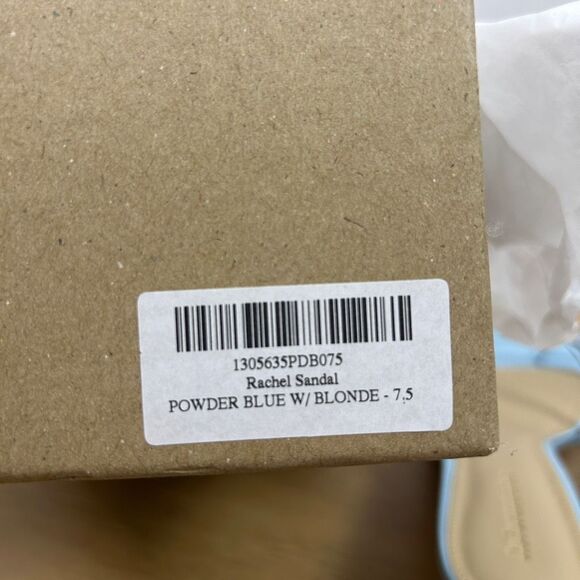 1305635PDB075
Rachel Sandal
POWDER BLUE W/ BLONDE - 7.5